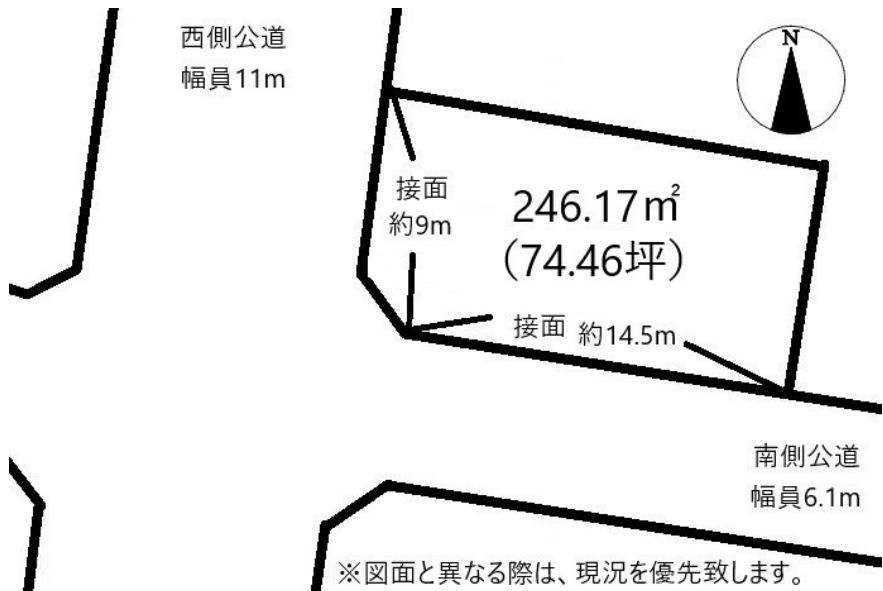 西側公道
幅員11m
N
接面
約9m
246.17㎡
（74.46坪）
接面 約14.5m
南側公道
幅員6.1m
※図面と異なる際は、現況を優先致します。